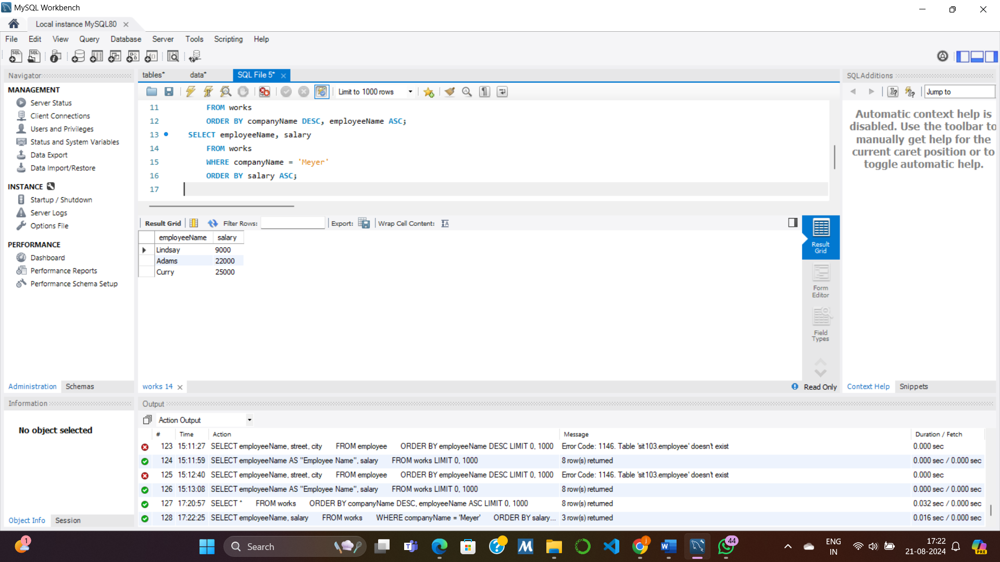 MySQL Workbench
Local instance MySQL80
File Edit View Query Database Server Tools Scripting Help
Navigator
MANAGEMENT
Server Status
Client Connections
Users and Privileges
Status and System Variables
Data Export
Data Import/Restore
INSTANCE
Startup / Shutdown
Server Logs
Options File
PERFORMANCE
Dashboard
Performance Reports
Performance Schema Setup
Administration Schemas
Information
No object selected
Object Info Session
tables* data* SQL File 5*
Limit to 1000 rows
11 FROM works
12 ORDER BY companyName DESC, employeeName ASC;
13 SELECT employeeName, salary
14 FROM works
15 WHERE companyName = 'Meyer'
16 ORDER BY salary ASC;
17
Result Grid Filter Rows: Export: Wrap Cell Content:
employeeName salary
Lindsay 9000
Adams 22000
Curry 25000
Result Grid
Form Editor
Field Types
works 14 Read Only
SQLAdditions
Jump to
Automatic context help is
disabled. Use the toolbar to
manually get help for the
current caret position or to
toggle automatic help.
Context Help Snippets
Output
Action Output
# Time Action Message Duration / Fetch
123 15:11:27 SELECT employeeName, street, city FROM employee ORDER BY employeeName DESC LIMIT 0, 1000 Error Code: 1146. Table 'sit103.employee' doesn't exist 0.000 sec
124 15:11:59 SELECT employeeName AS "Employee Name", salary FROM works LIMIT 0, 1000 8 row(s) returned 0.000 sec / 0.000 sec
125 15:12:40 SELECT employeeName, street, city FROM employee ORDER BY employeeName DESC LIMIT 0, 1000 Error Code: 1146. Table 'sit103.employee' doesn't exist 0.000 sec
126 15:13:08 SELECT employeeName AS "Employee Name", salary FROM works LIMIT 0, 1000 8 row(s) returned 0.000 sec / 0.000 sec
127 17:20:57 SELECT * FROM works ORDER BY companyName DESC, employeeName ASC LIMIT 0, 1000 8 row(s) returned 0.032 sec / 0.000 sec
128 17:22:25 SELECT employeeName, salary FROM works WHERE companyName = 'Meyer' ORDER BY salary... 3 row(s) returned 0.016 sec / 0.000 sec
1
Search
44
ENG
IN
17:22
21-08-2024
PRE